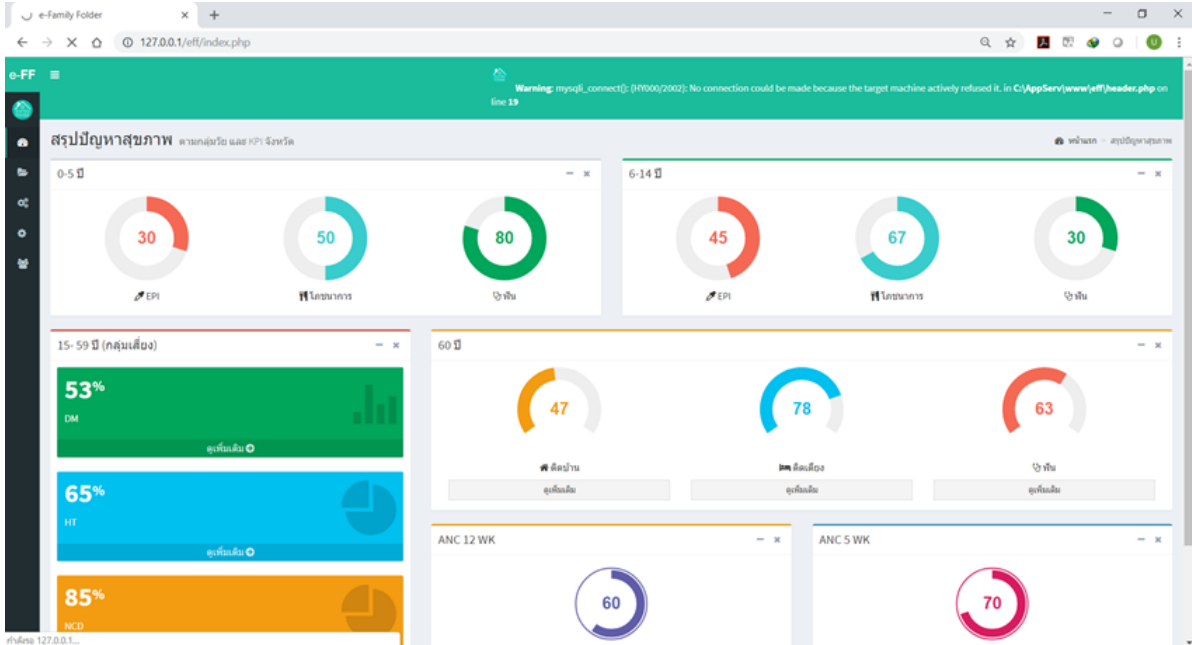 e-Family Folder
127.0.0.1/eff/index.php
U
e-FF
Warning: mysqli_connect(): (HY000/2002): No connection could be made because the target machine actively refused it. in C:\AppServ\www\eff\header.php on
line 19
สรุปปัญหาสุขภาพ ตามกลุ่มวัย และ KPI จังหวัด
หน้าแรก > สรุปปัญหาสุขภาพ
0-5 ปี
6-14 ปี
30 50 80
45 67 30
EPI โภชนาการ ฟัน
EPI โภชนาการ ฟัน
15- 59 ปี (กลุ่มเสี่ยง)
60 ปี
53%
DM
ดูเพิ่มเติม
47 78 63
ติดบ้าน ติดเตียง ฟัน
ดูเพิ่มเติม ดูเพิ่มเติม ดูเพิ่มเติม
65%
HT
ดูเพิ่มเติม
ANC 12 WK
ANC 5 WK
85%
NCD
60
70
กำลังรอ 127.0.0.1...